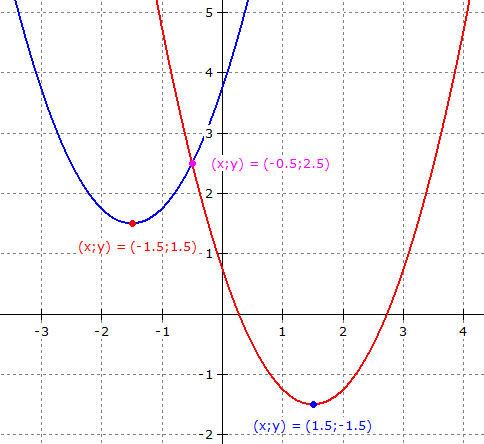 5
4
3
(x;y) = (-0.5;2.5)
2
(x;y) = (-1.5;1.5)
1
-3 -2 -1 1 2 3 4
-1
(x;y) = (1.5;-1.5)
-2